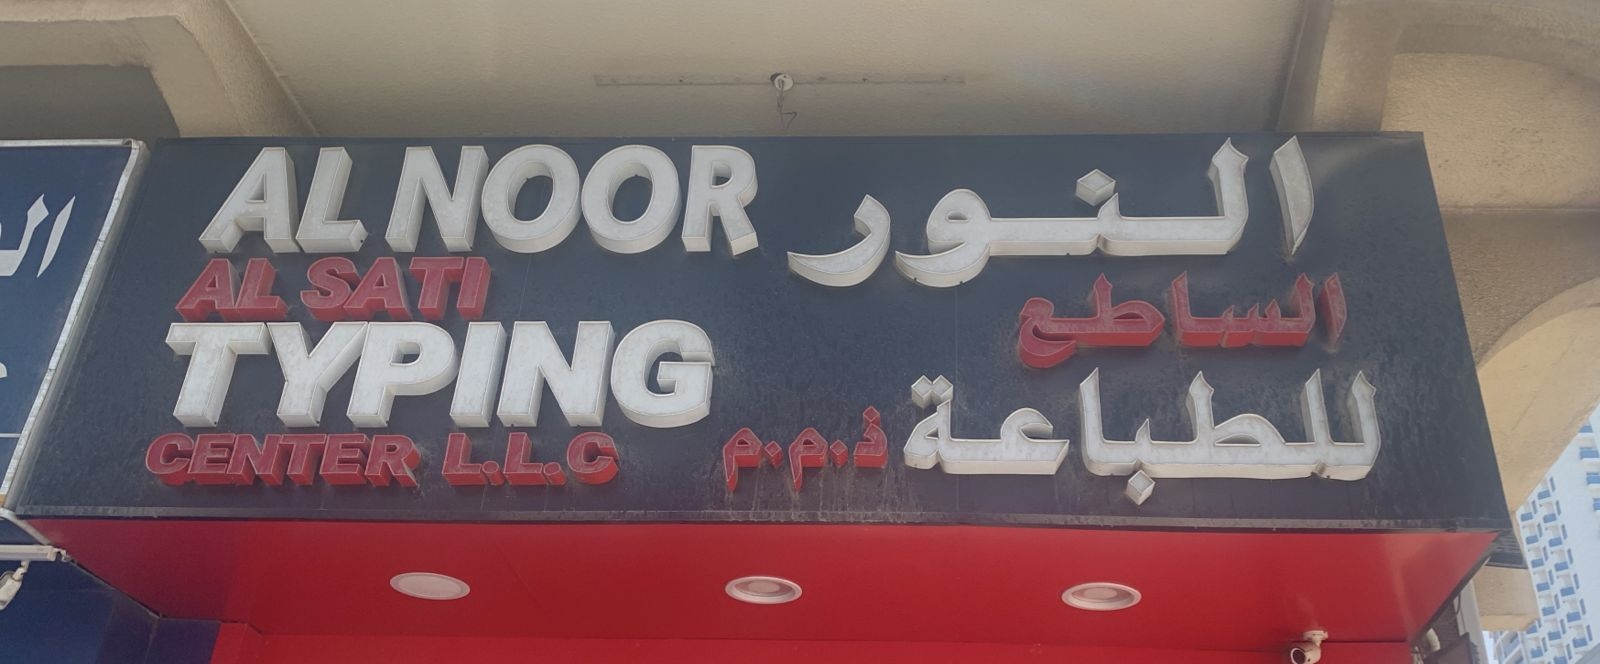 AL NOOR
AL SATI
TYPING
CENTER L.L.C
النور
الساطع
للطباعة ذ.م.م